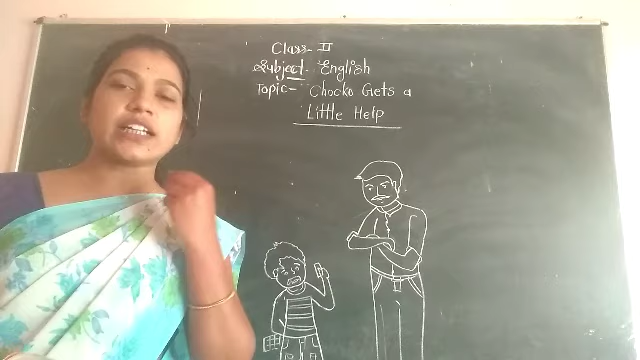 Class- II
Subject- English
Topic- Chocko Gets a
Little Help